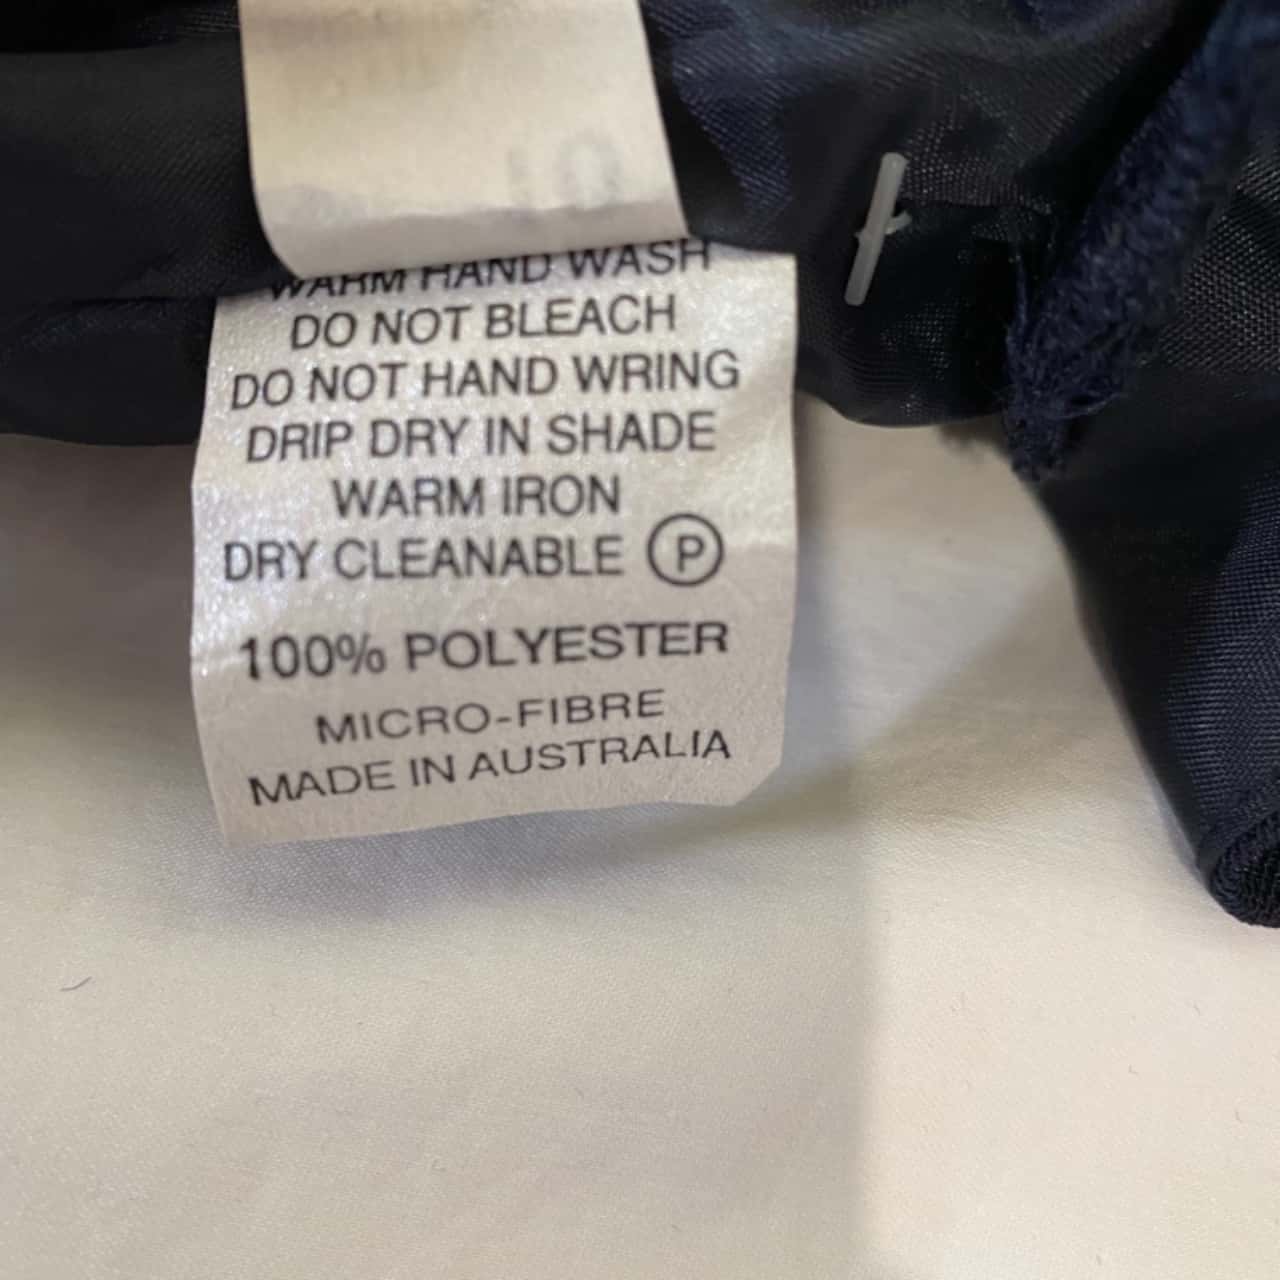 WARM HAND WASH
DO NOT BLEACH
DO NOT HAND WRING
DRIP DRY IN SHADE
WARM IRON
DRY CLEANABLE Ⓟ
100% POLYESTER
MICRO-FIBRE
MADE IN AUSTRALIA